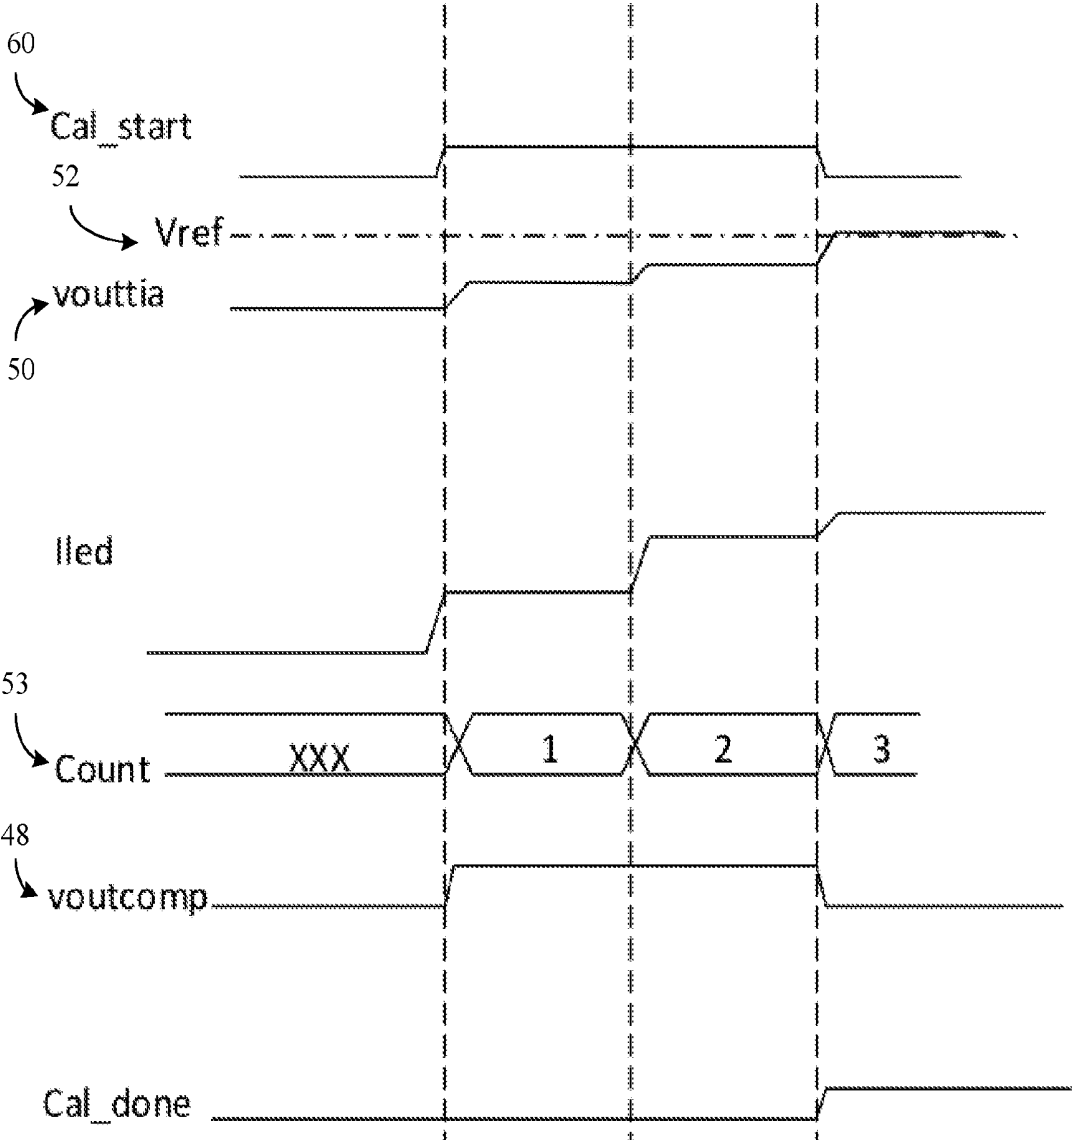 60
Cal_start
52
Vref
vouttia
50
Iled
53
Count XXX 1 2 3
48
voutcomp
Cal_done